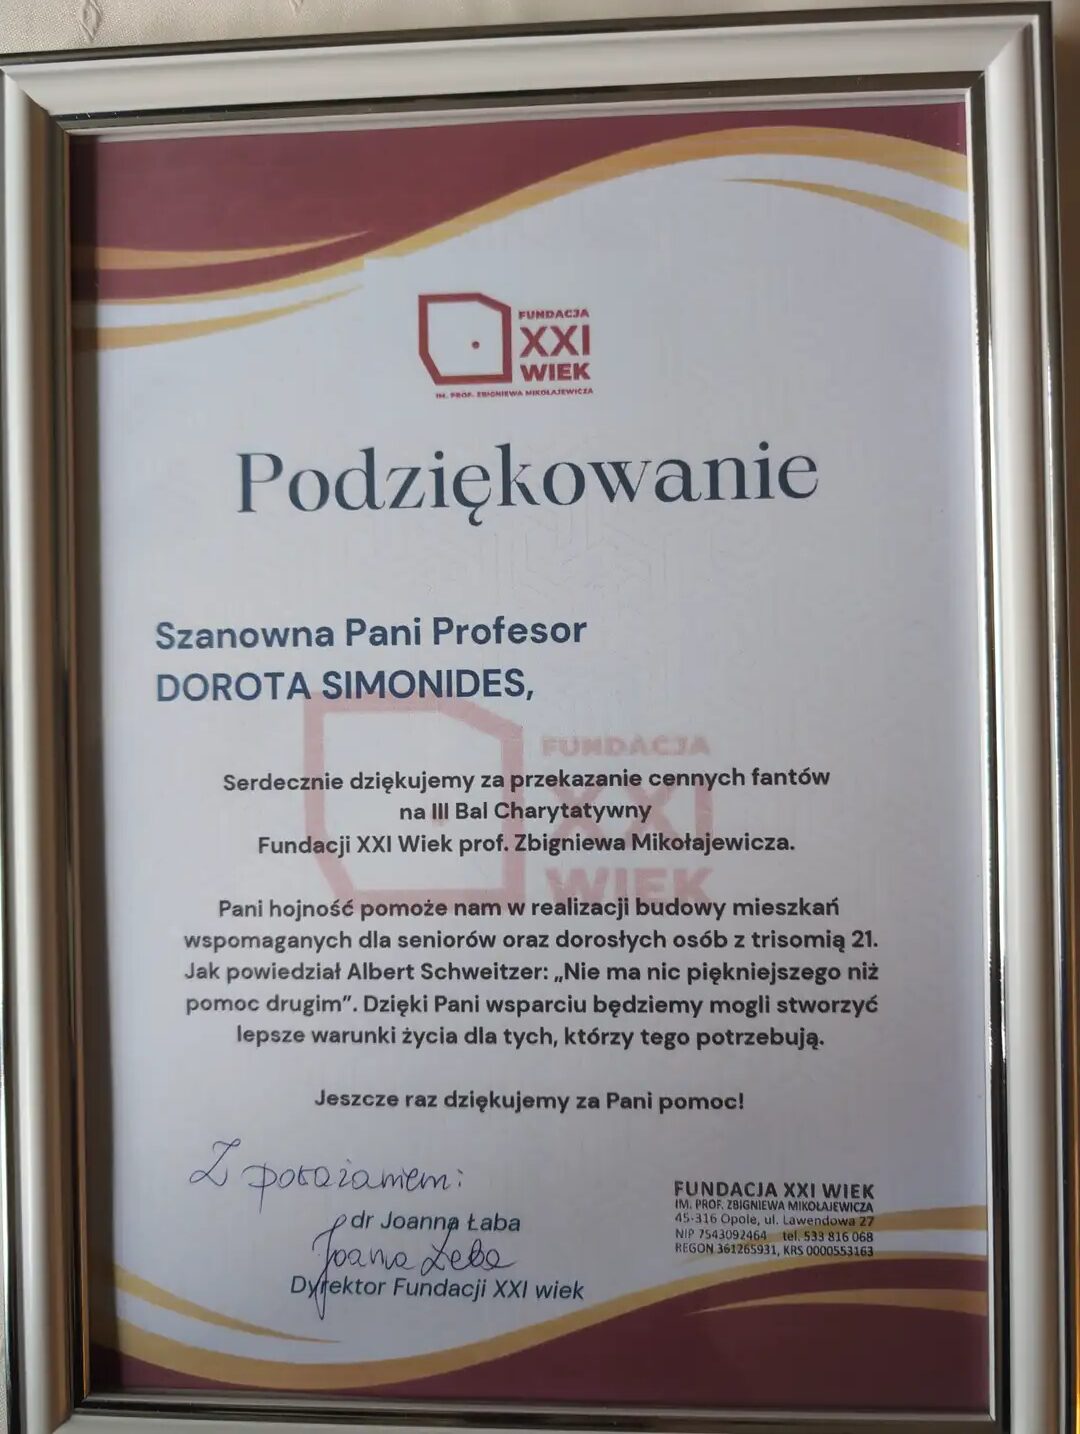 FUNDACJA
XXI
WIEK
IM. PROF. ZBIGNIEWA MIKOŁAJEWICZA
Podziękowanie
Szanowna Pani Profesor
DOROTA SIMONIDES,
FUNDACJA
XXI
WIEK
Serdecznie dziękujemy za przekazanie cennych fantów
na III Bal Charytatywny
Fundacji XXI Wiek prof. Zbigniewa Mikołajewicza.
Pani hojność pomoże nam w realizacji budowy mieszkań
wspomaganych dla seniorów oraz dorosłych osób z trisomią 21.
Jak powiedział Albert Schweitzer: „Nie ma nic piękniejszego niż
pomoc drugim”. Dzięki Pani wsparciu będziemy mogli stworzyć
lepsze warunki życia dla tych, którzy tego potrzebują.
Jeszcze raz dziękujemy za Pani pomoc!
Z poważaniem:
dr Joanna Łaba
Joanna Łaba
Dyrektor Fundacji XXI wiek
FUNDACJA XXI WIEK
IM. PROF. ZBIGNIEWA MIKOŁAJEWICZA
45-316 Opole, ul. Lawendowa 27
NIP 7543092464 tel. 533 816 068
REGON 361265931, KRS 0000553163